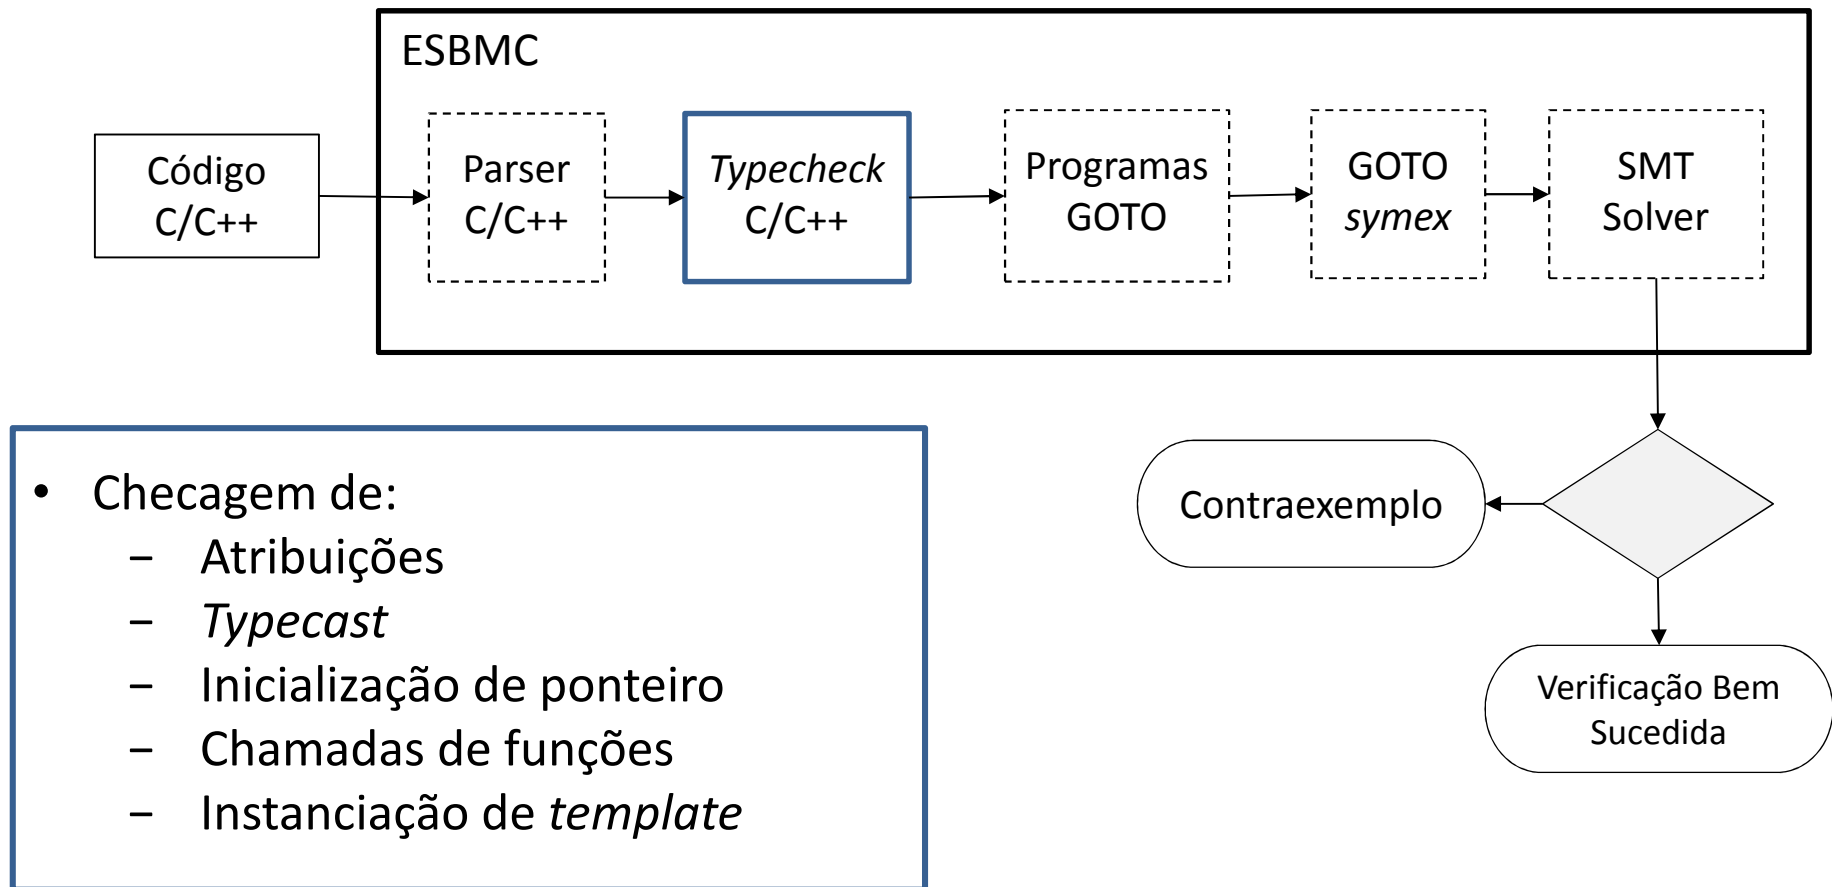 ESBMC
Código
C/C++
Parser
C/C++
Typecheck
C/C++
Programas
GOTO
GOTO
symex
SMT
Solver
• Checagem de:
– Atribuições
– Typecast
– Inicialização de ponteiro
– Chamadas de funções
– Instanciação de template
Contraexemplo
Verificação Bem
Sucedida